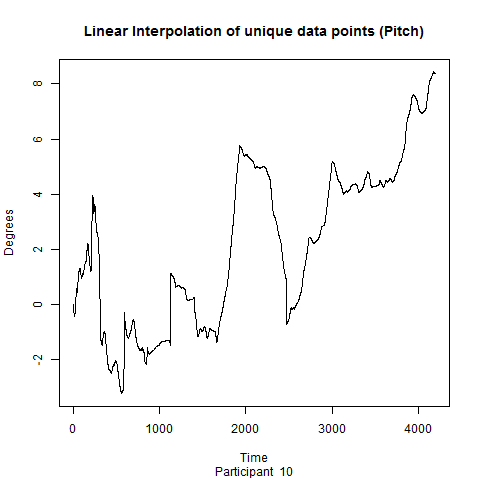 Linear Interpolation of unique data points (Pitch)
8
6
4
2
0
-2
Degrees
0 1000 2000 3000 4000
Time
Participant 10